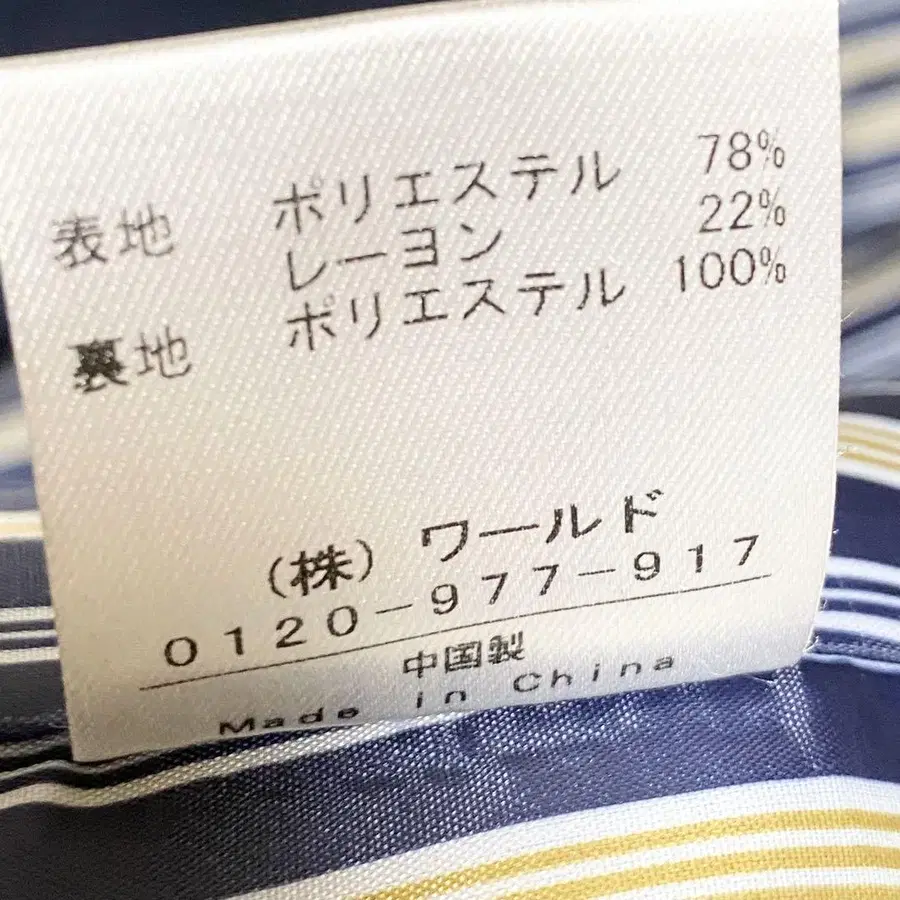 表地 ポリエステル 78%
レーヨン 22%
裏地 ポリエステル 100%
(株) ワールド
0120-977-917
中国製
Made in China